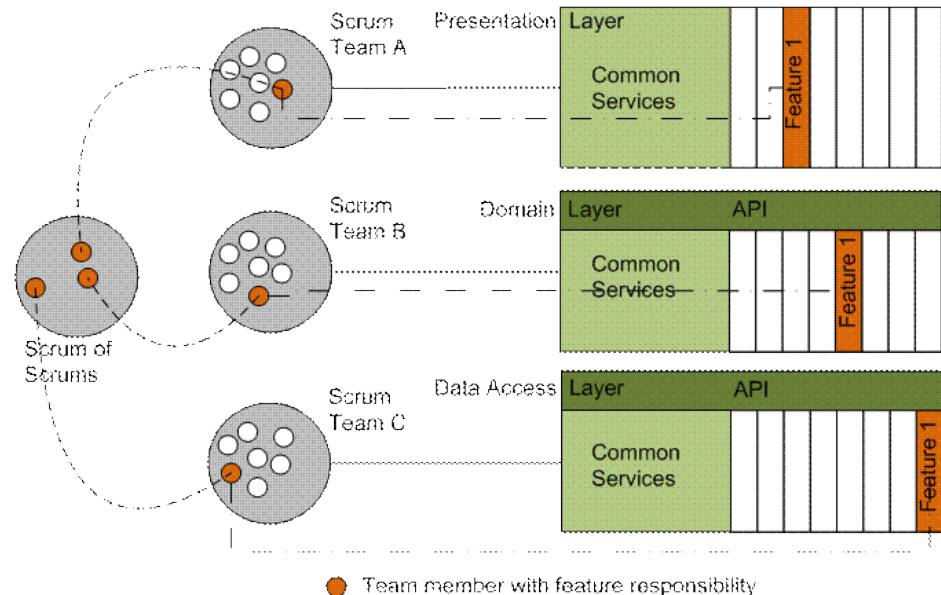 Scrum
Team A
Presentation Layer
Common
Services
Feature 1
Scrum
Team B
Domain Layer API
Common
Services
Feature 1
Scrum of
Scrums
Scrum
Team C
Data Access Layer API
Common
Services
Feature 1
Team member with feature responsibility